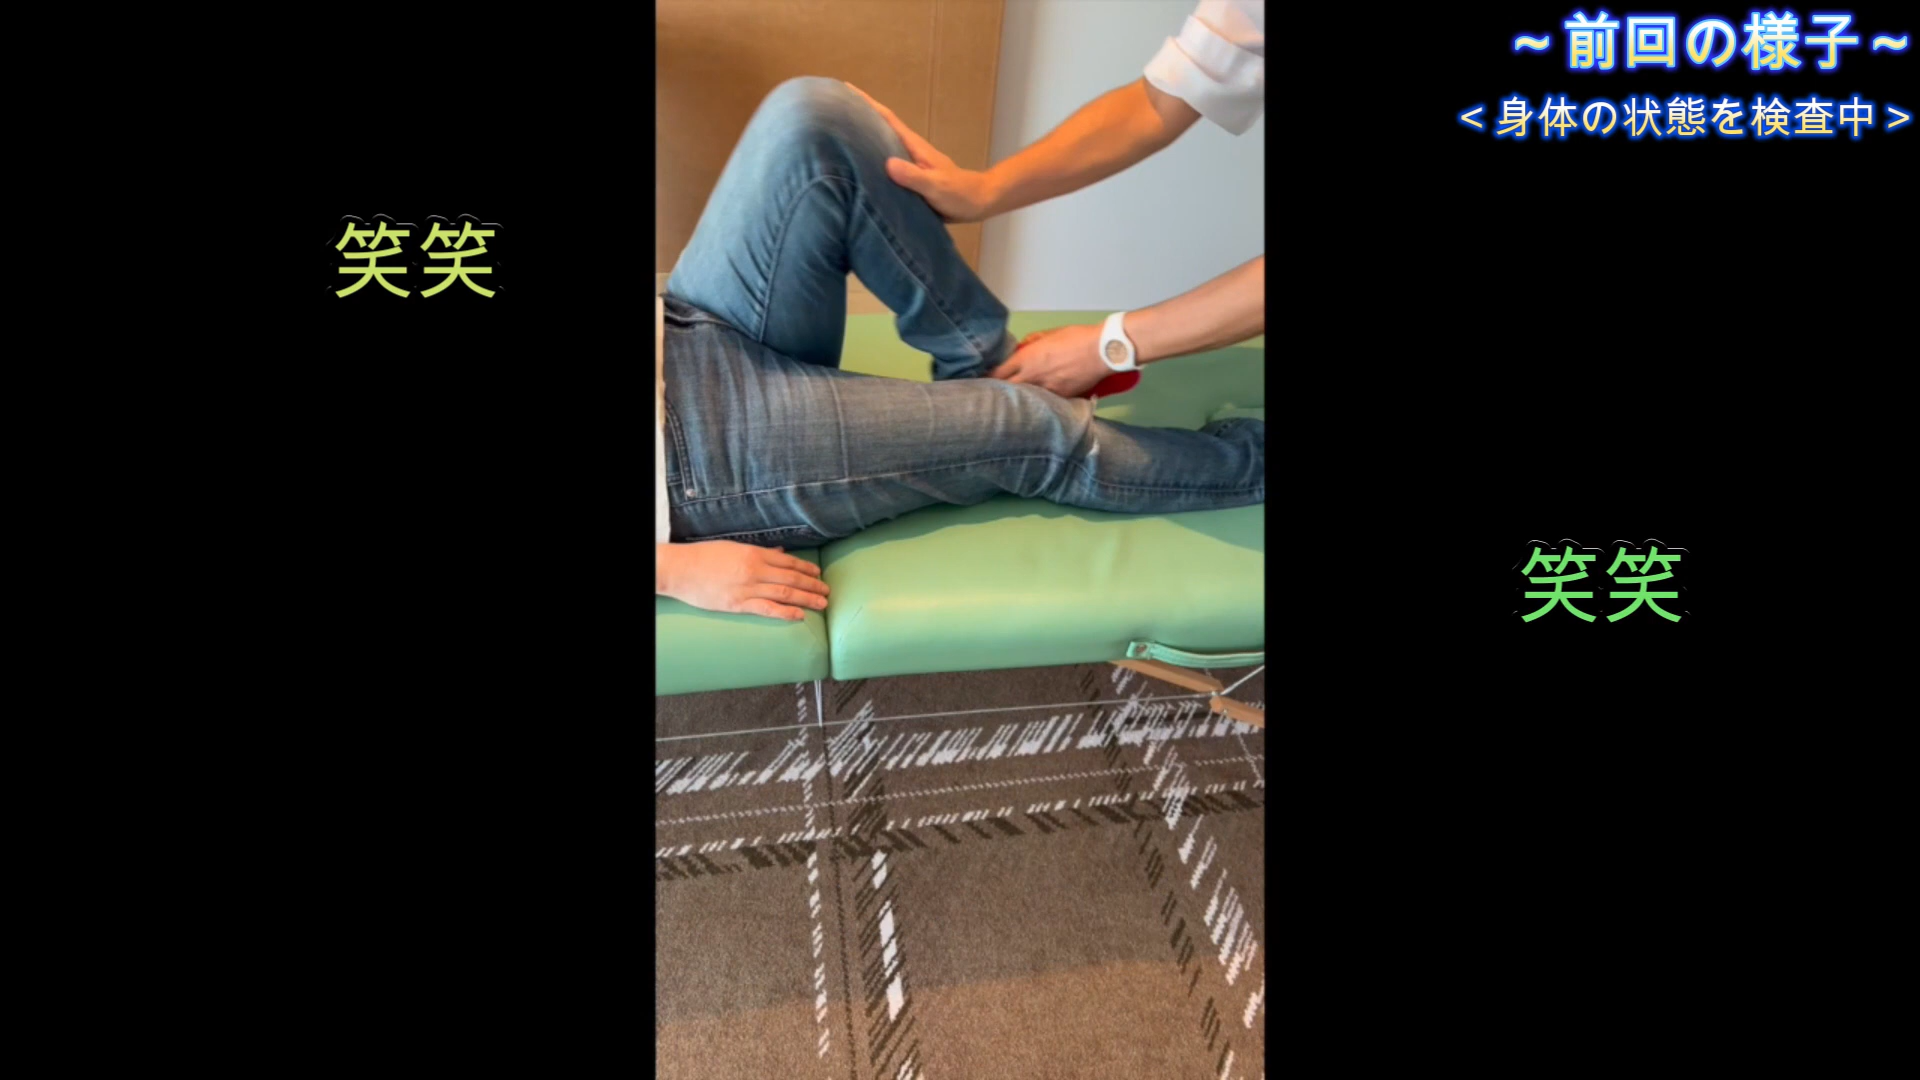 ～前回の様子～
＜身体の状態を検査中＞
笑笑
笑笑